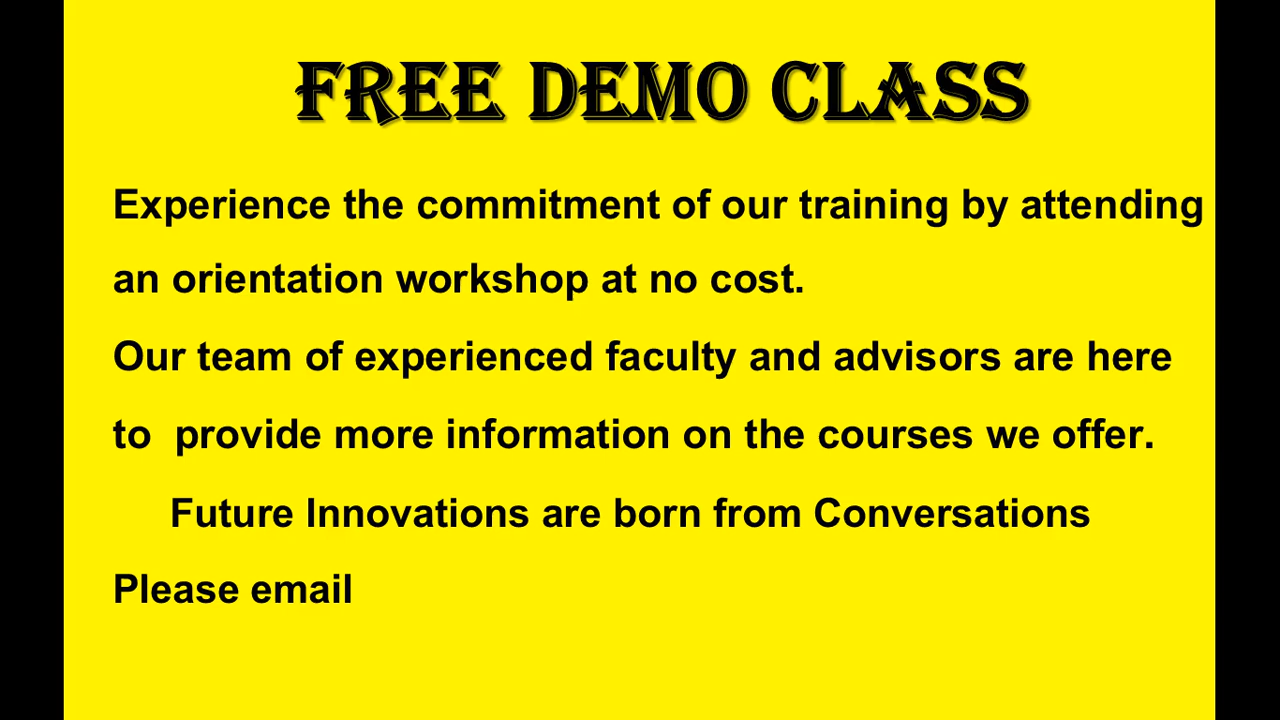 FREE DEMO CLASS
Experience the commitment of our training by attending
an orientation workshop at no cost.
Our team of experienced faculty and advisors are here
to  provide more information on the courses we offer.
Future Innovations are born from Conversations
Please email